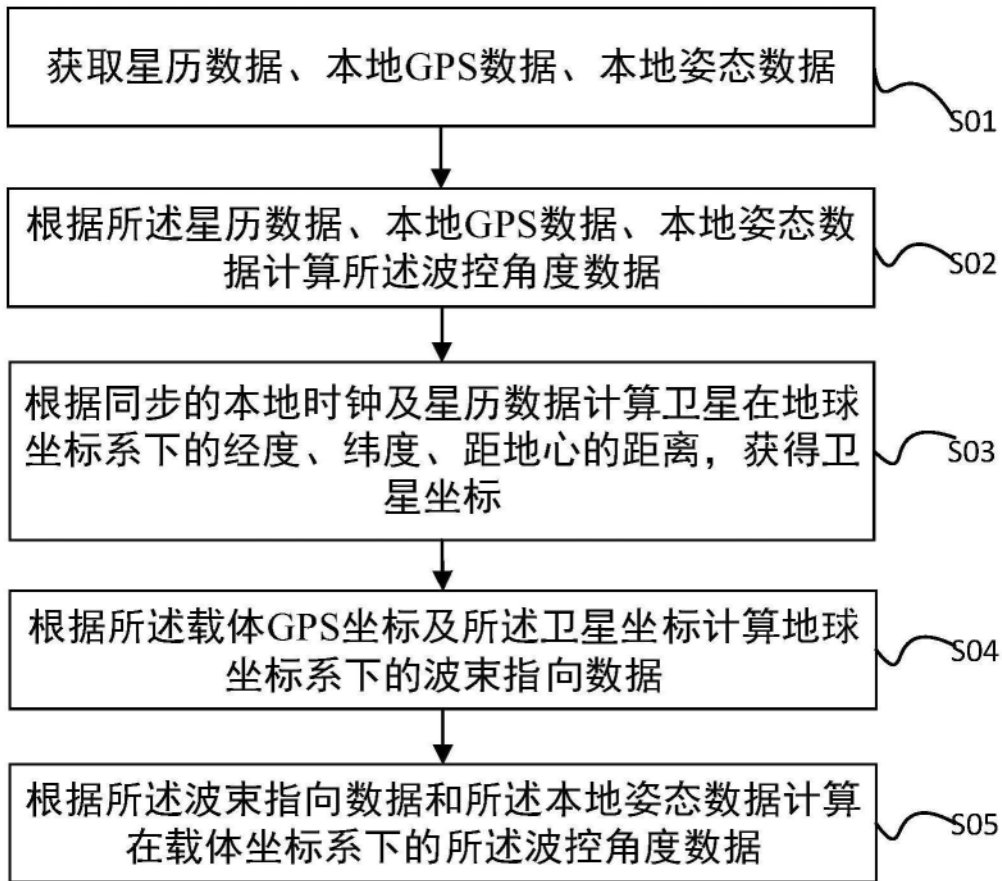 获取星历数据、本地GPS数据、本地姿态数据
S01
根据所述星历数据、本地GPS数据、本地姿态数
据计算所述波控角度数据
S02
根据同步的本地时钟及星历数据计算卫星在地球
坐标系下的经度、纬度、距地心的距离，获得卫
星坐标
S03
根据所述载体GPS坐标及所述卫星坐标计算地球
坐标系下的波束指向数据
S04
根据所述波束指向数据和所述本地姿态数据计算
在载体坐标系下的所述波控角度数据
S05